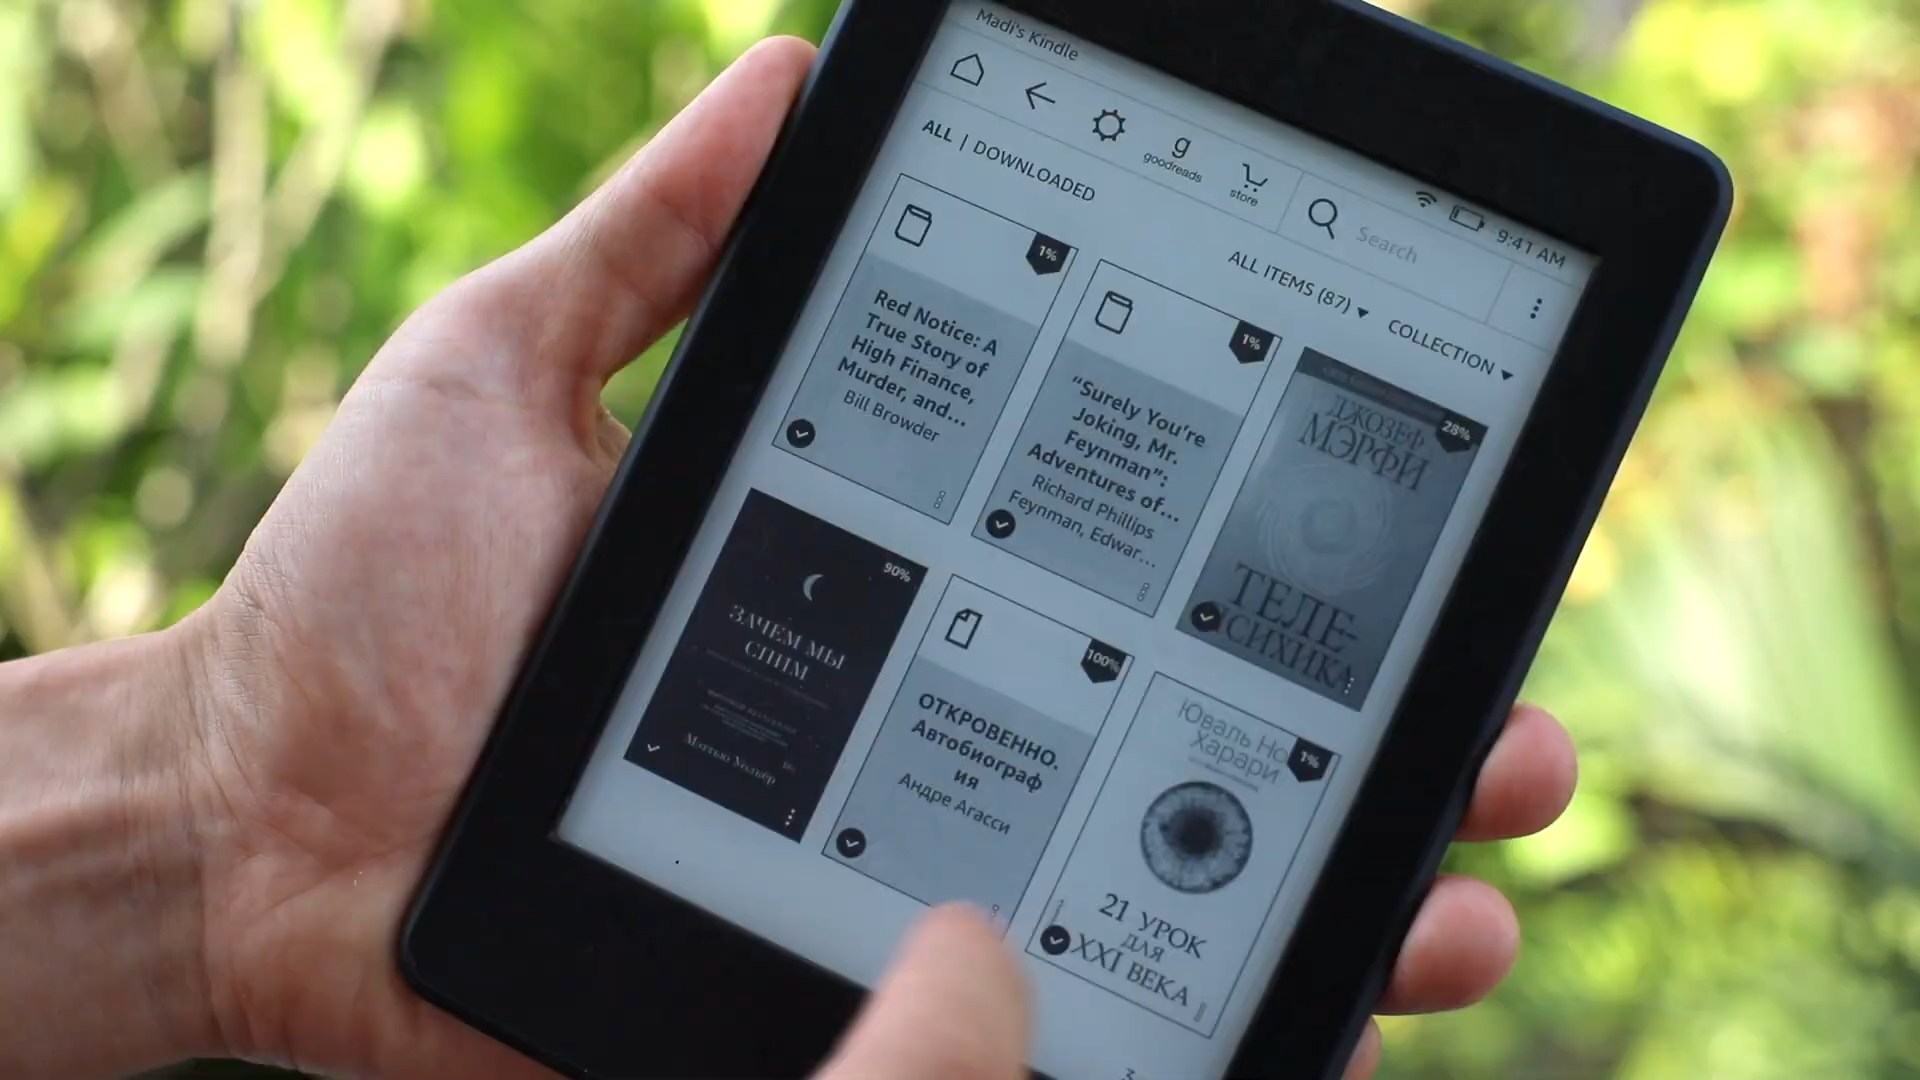 Madi's Kindle
9:41 AM
goodreads
store
Search
ALL | DOWNLOADED
ALL ITEMS (87)
COLLECTION
1%
Red Notice: A
True Story of
High Finance,
Murder, and...
Bill Browder
1%
“Surely You're
Joking, Mr.
Feynman”:
Adventures of...
Richard Phillips
Feynman, Edwar...
28%
ДЖОЗЕФ
МЭРФИ
ТЕЛЕ-
ПСИХИКА
90%
ЗАЧЕМ МЫ
СПИМ
Мэттью Уолкер
100%
ОТКРОВЕННО.
Автобиограф
ия
Андре Агасси
1%
Юваль Но
Харари
21 УРОК
ДЛЯ
XXI ВЕКА